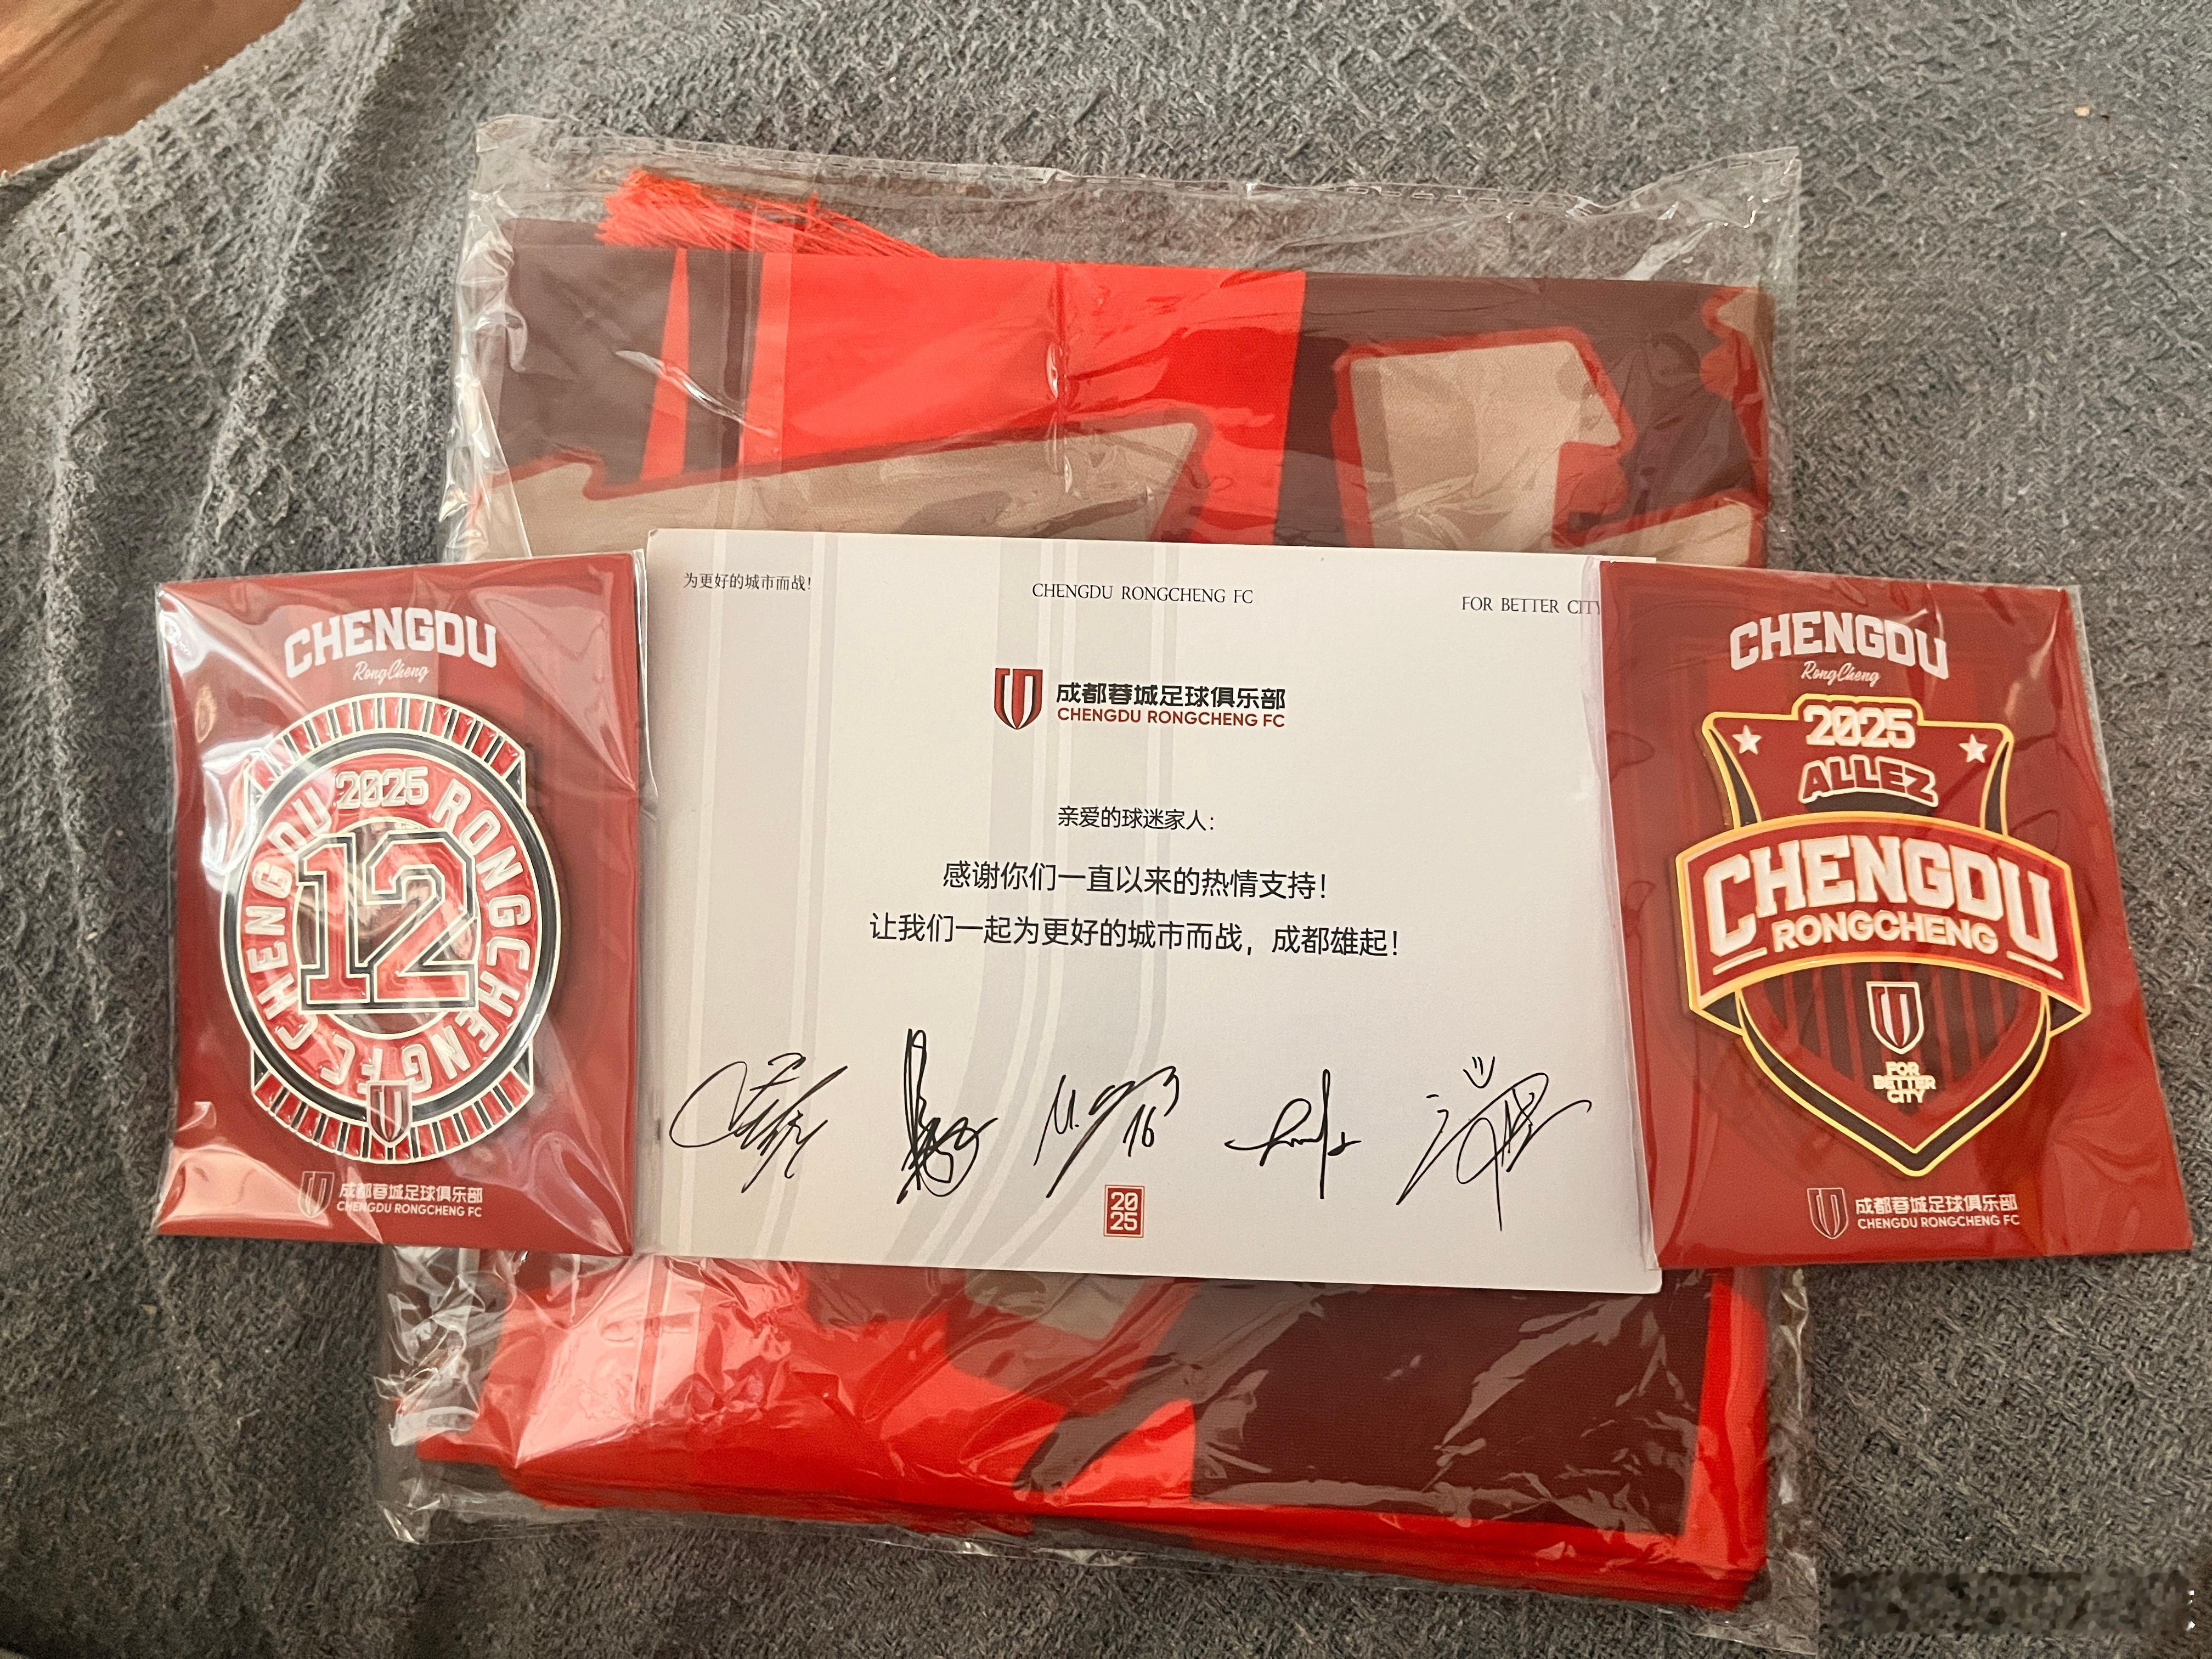 CHENGDU
RongCheng
CHENGDU 2025 RONGCHENG FC
12
成都蓉城足球俱乐部
CHENGDU RONGCHENG FC
为更好的城市而战!
CHENGDU RONGCHENG FC
FOR BETTER CITY
成都蓉城足球俱乐部
CHENGDU RONGCHENG FC
亲爱的球迷家人：
感谢你们一直以来的热情支持！
让我们一起为更好的城市而战，成都雄起！
16
20
25
CHENGDU
RongCheng
2025
ALLEZ
CHENGDU
RONGCHENG
FOR
BETTER
CITY
成都蓉城足球俱乐部
CHENGDU RONGCHENG FC